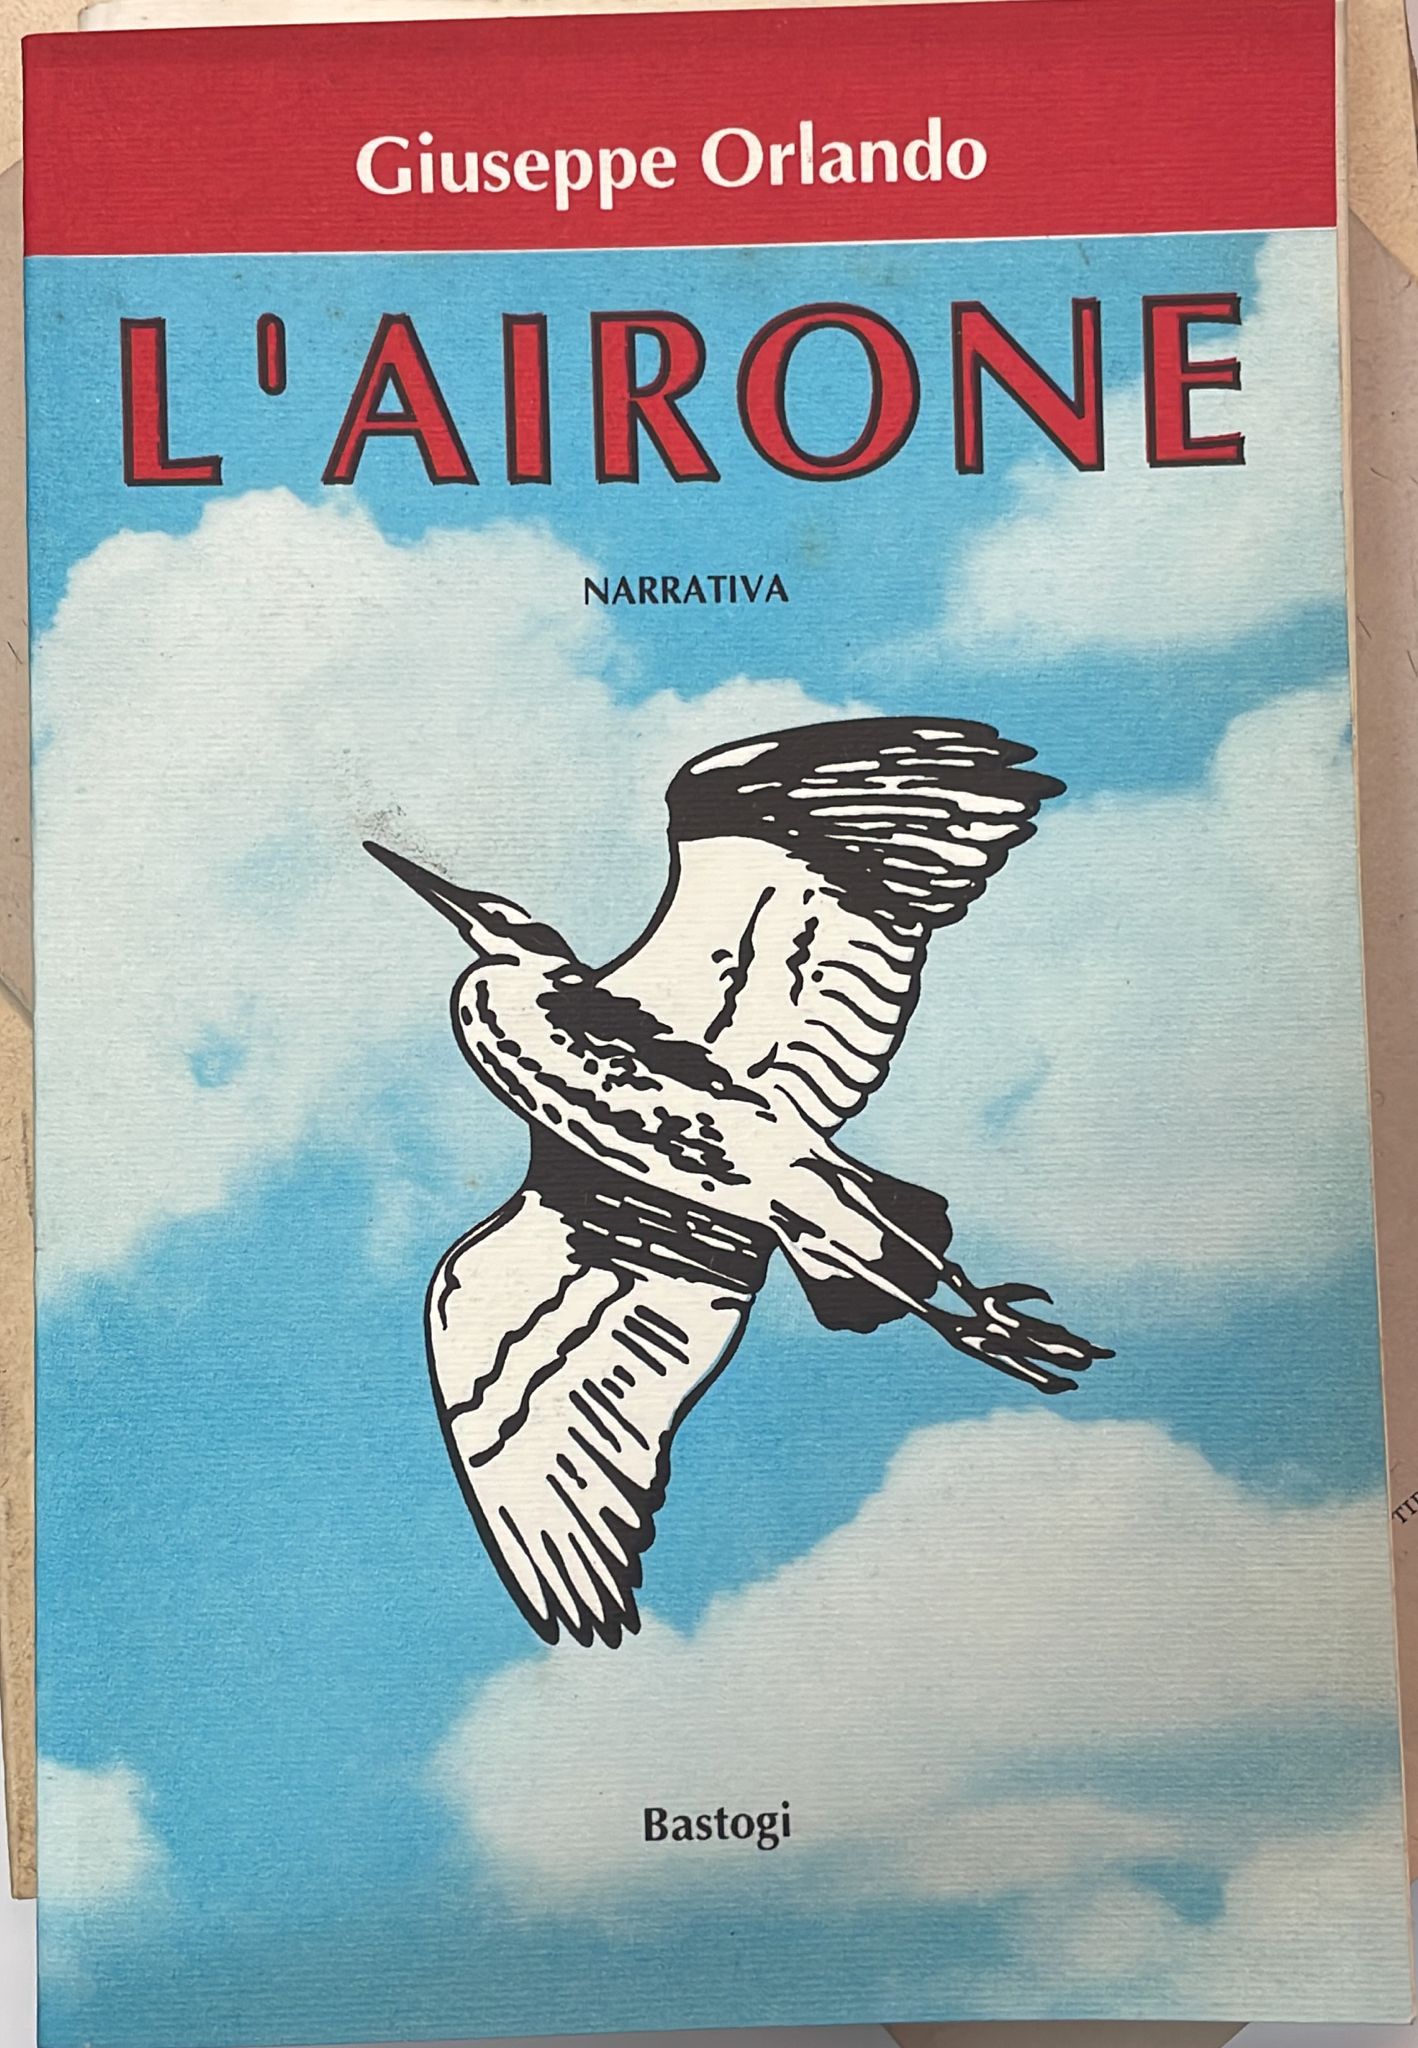 Giuseppe Orlando
L'AIRONE
NARRATIVA
Bastogi